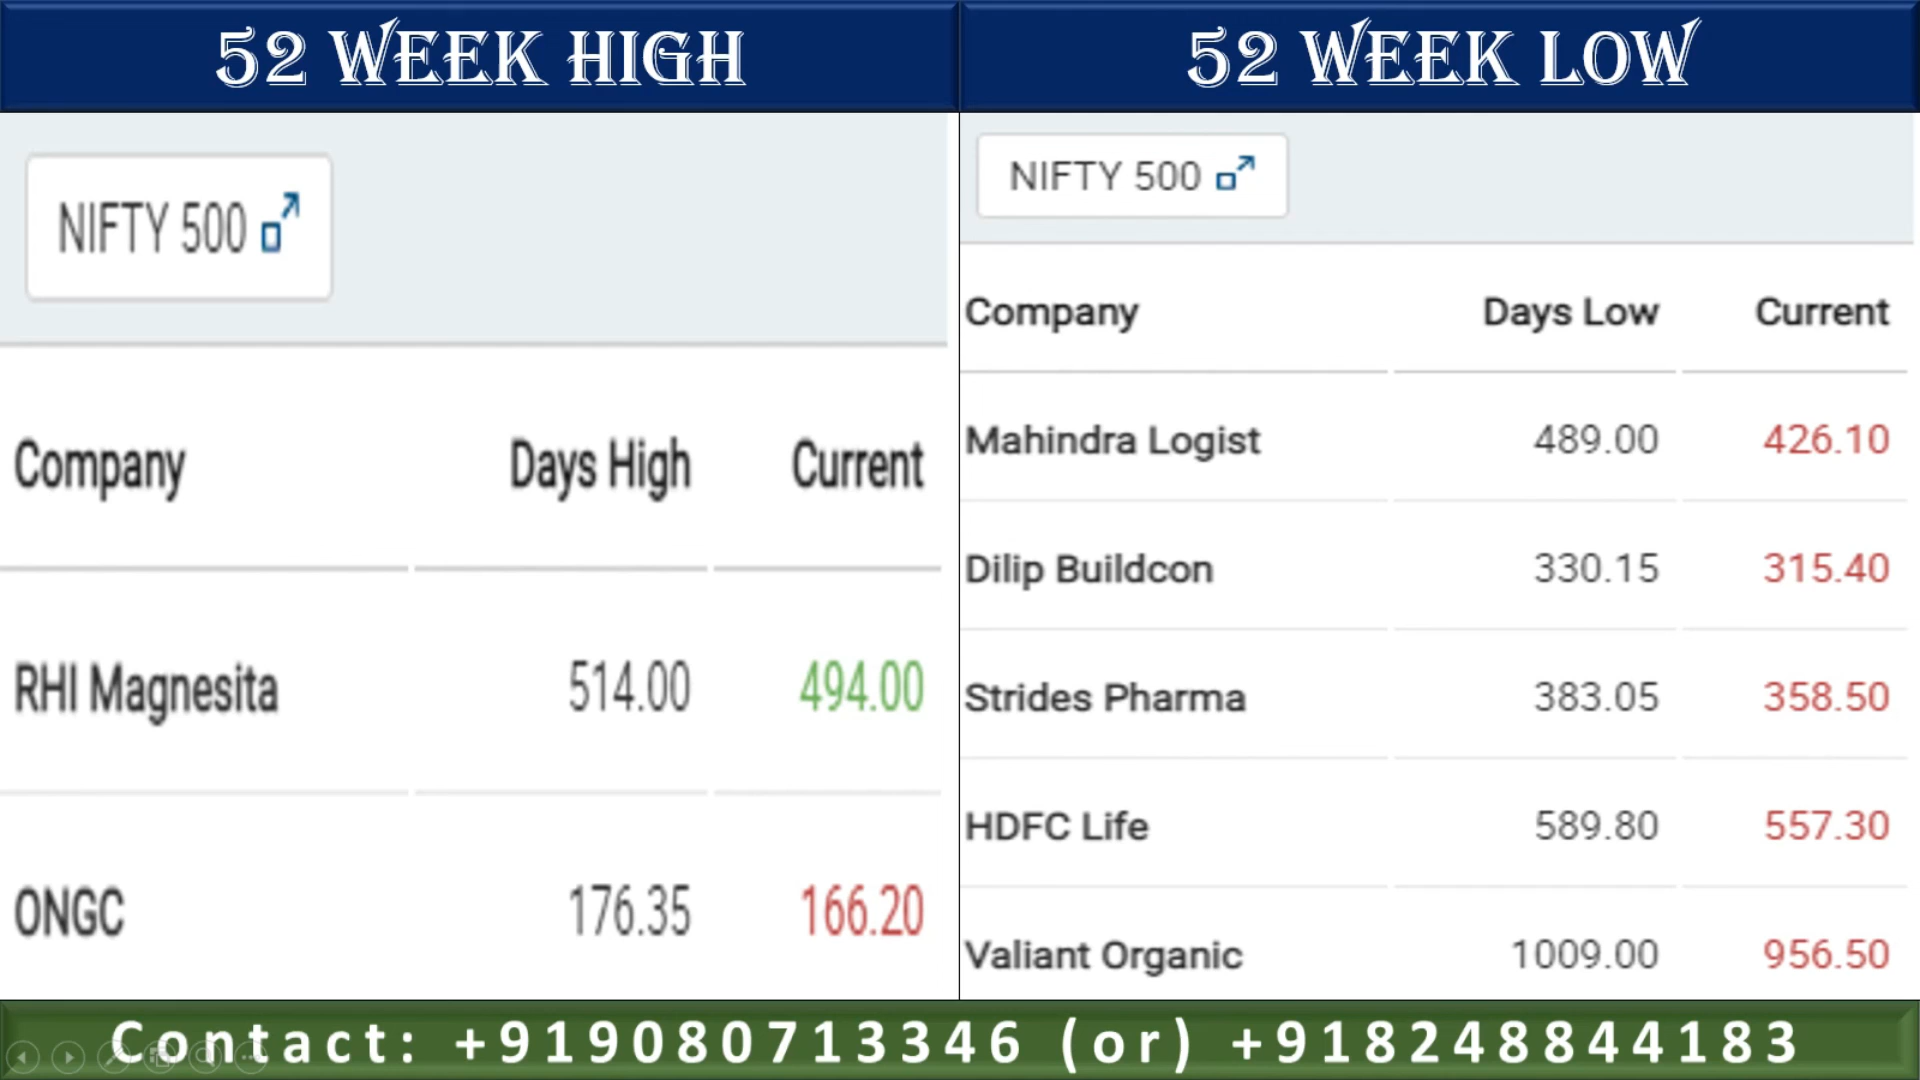 52 WEEK HIGH
NIFTY 500
Company Days High Current
RHI Magnesita 514.00 494.00
ONGC 176.35 166.20
52 WEEK LOW
NIFTY 500
Company Days Low Current
Mahindra Logist 489.00 426.10
Dilip Buildcon 330.15 315.40
Strides Pharma 383.05 358.50
HDFC Life 589.80 557.30
Valiant Organic 1009.00 956.50
Contact: +919080713346 (or) +918248844183